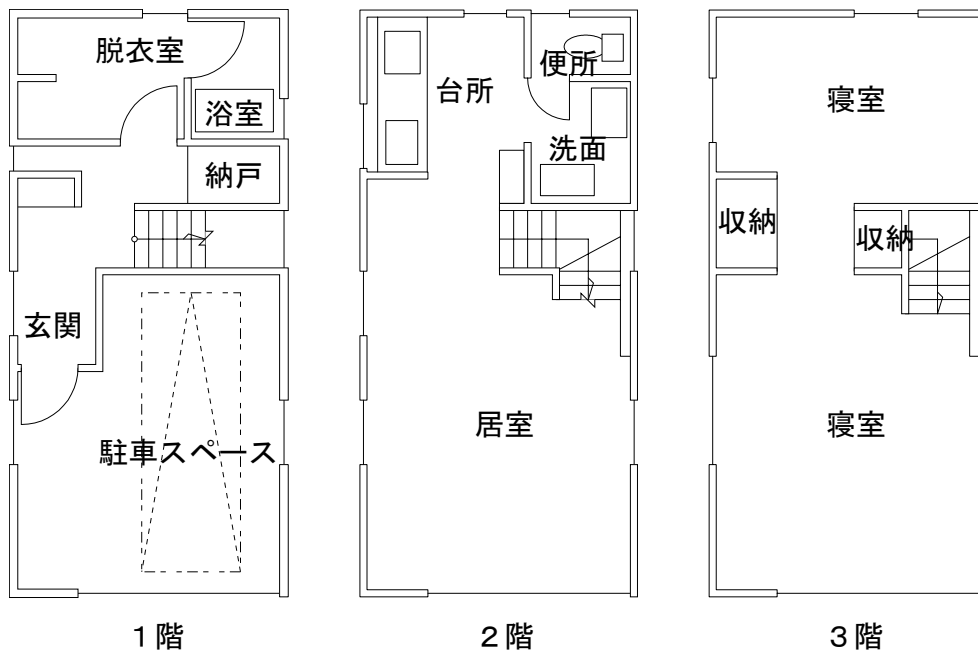 脱衣室
浴室
納戸
玄関
駐車スペース
１階
台所
便所
洗面
居室
２階
寝室
収納
収納
寝室
３階